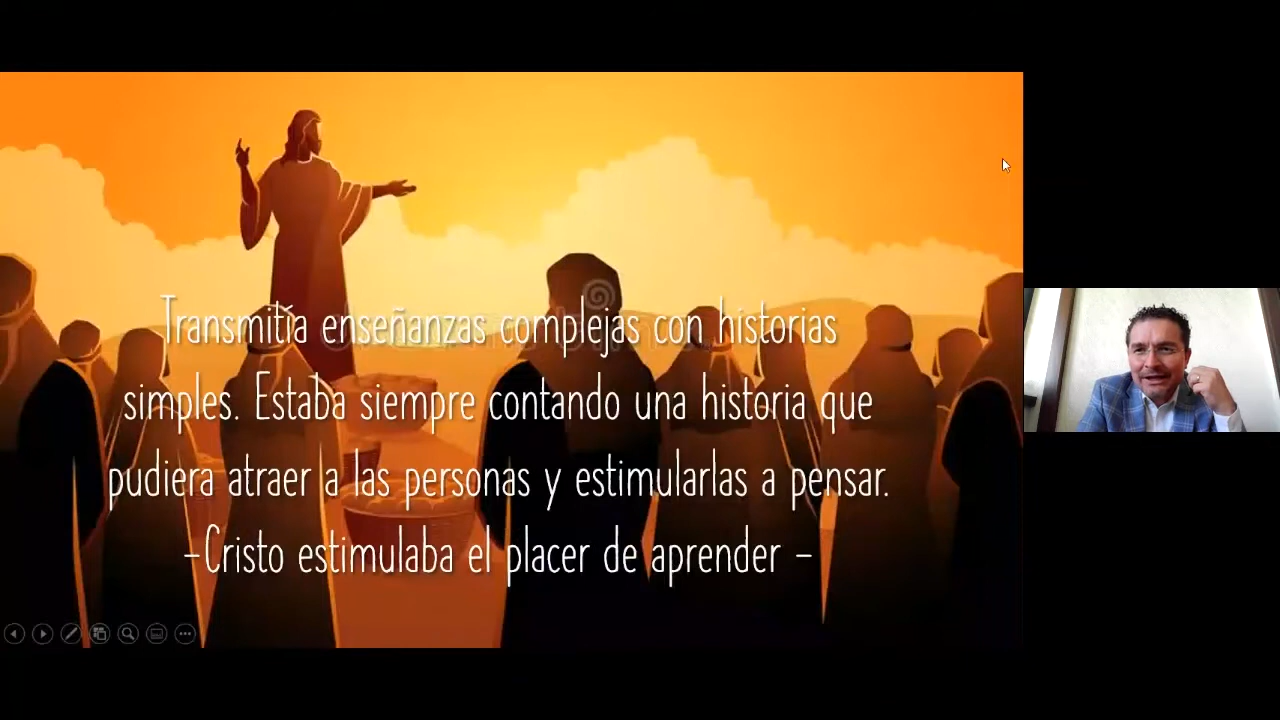 Transmitía enseñanzas complejas con historias
simples. Estaba siempre contando una historia que
pudiera atraer a las personas y estimularlas a pensar.
-Cristo estimulaba el placer de aprender -